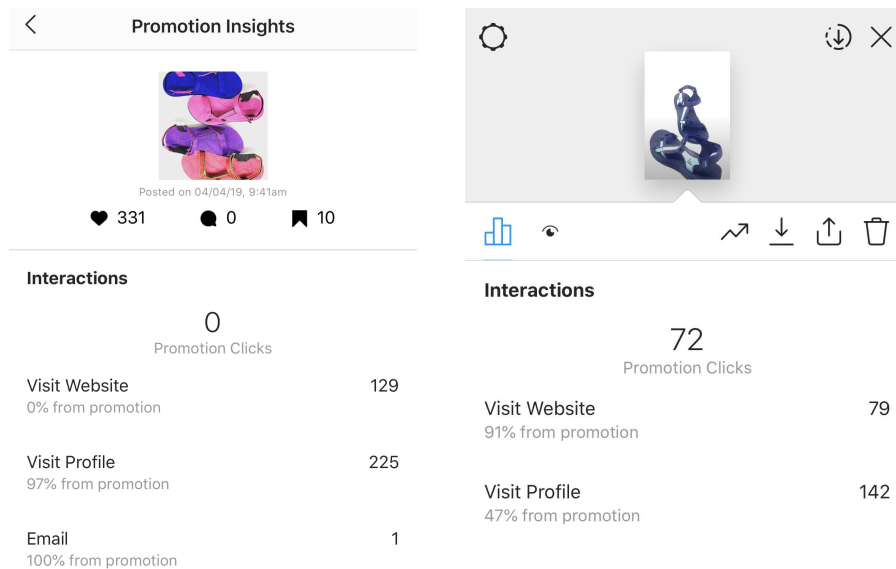 Promotion Insights
Posted on 04/04/19, 9:41am
331
0
10
Interactions
0
Promotion Clicks
Visit Website 129
0% from promotion
Visit Profile 225
97% from promotion
Email 1
100% from promotion
Interactions
72
Promotion Clicks
Visit Website 79
91% from promotion
Visit Profile 142
47% from promotion